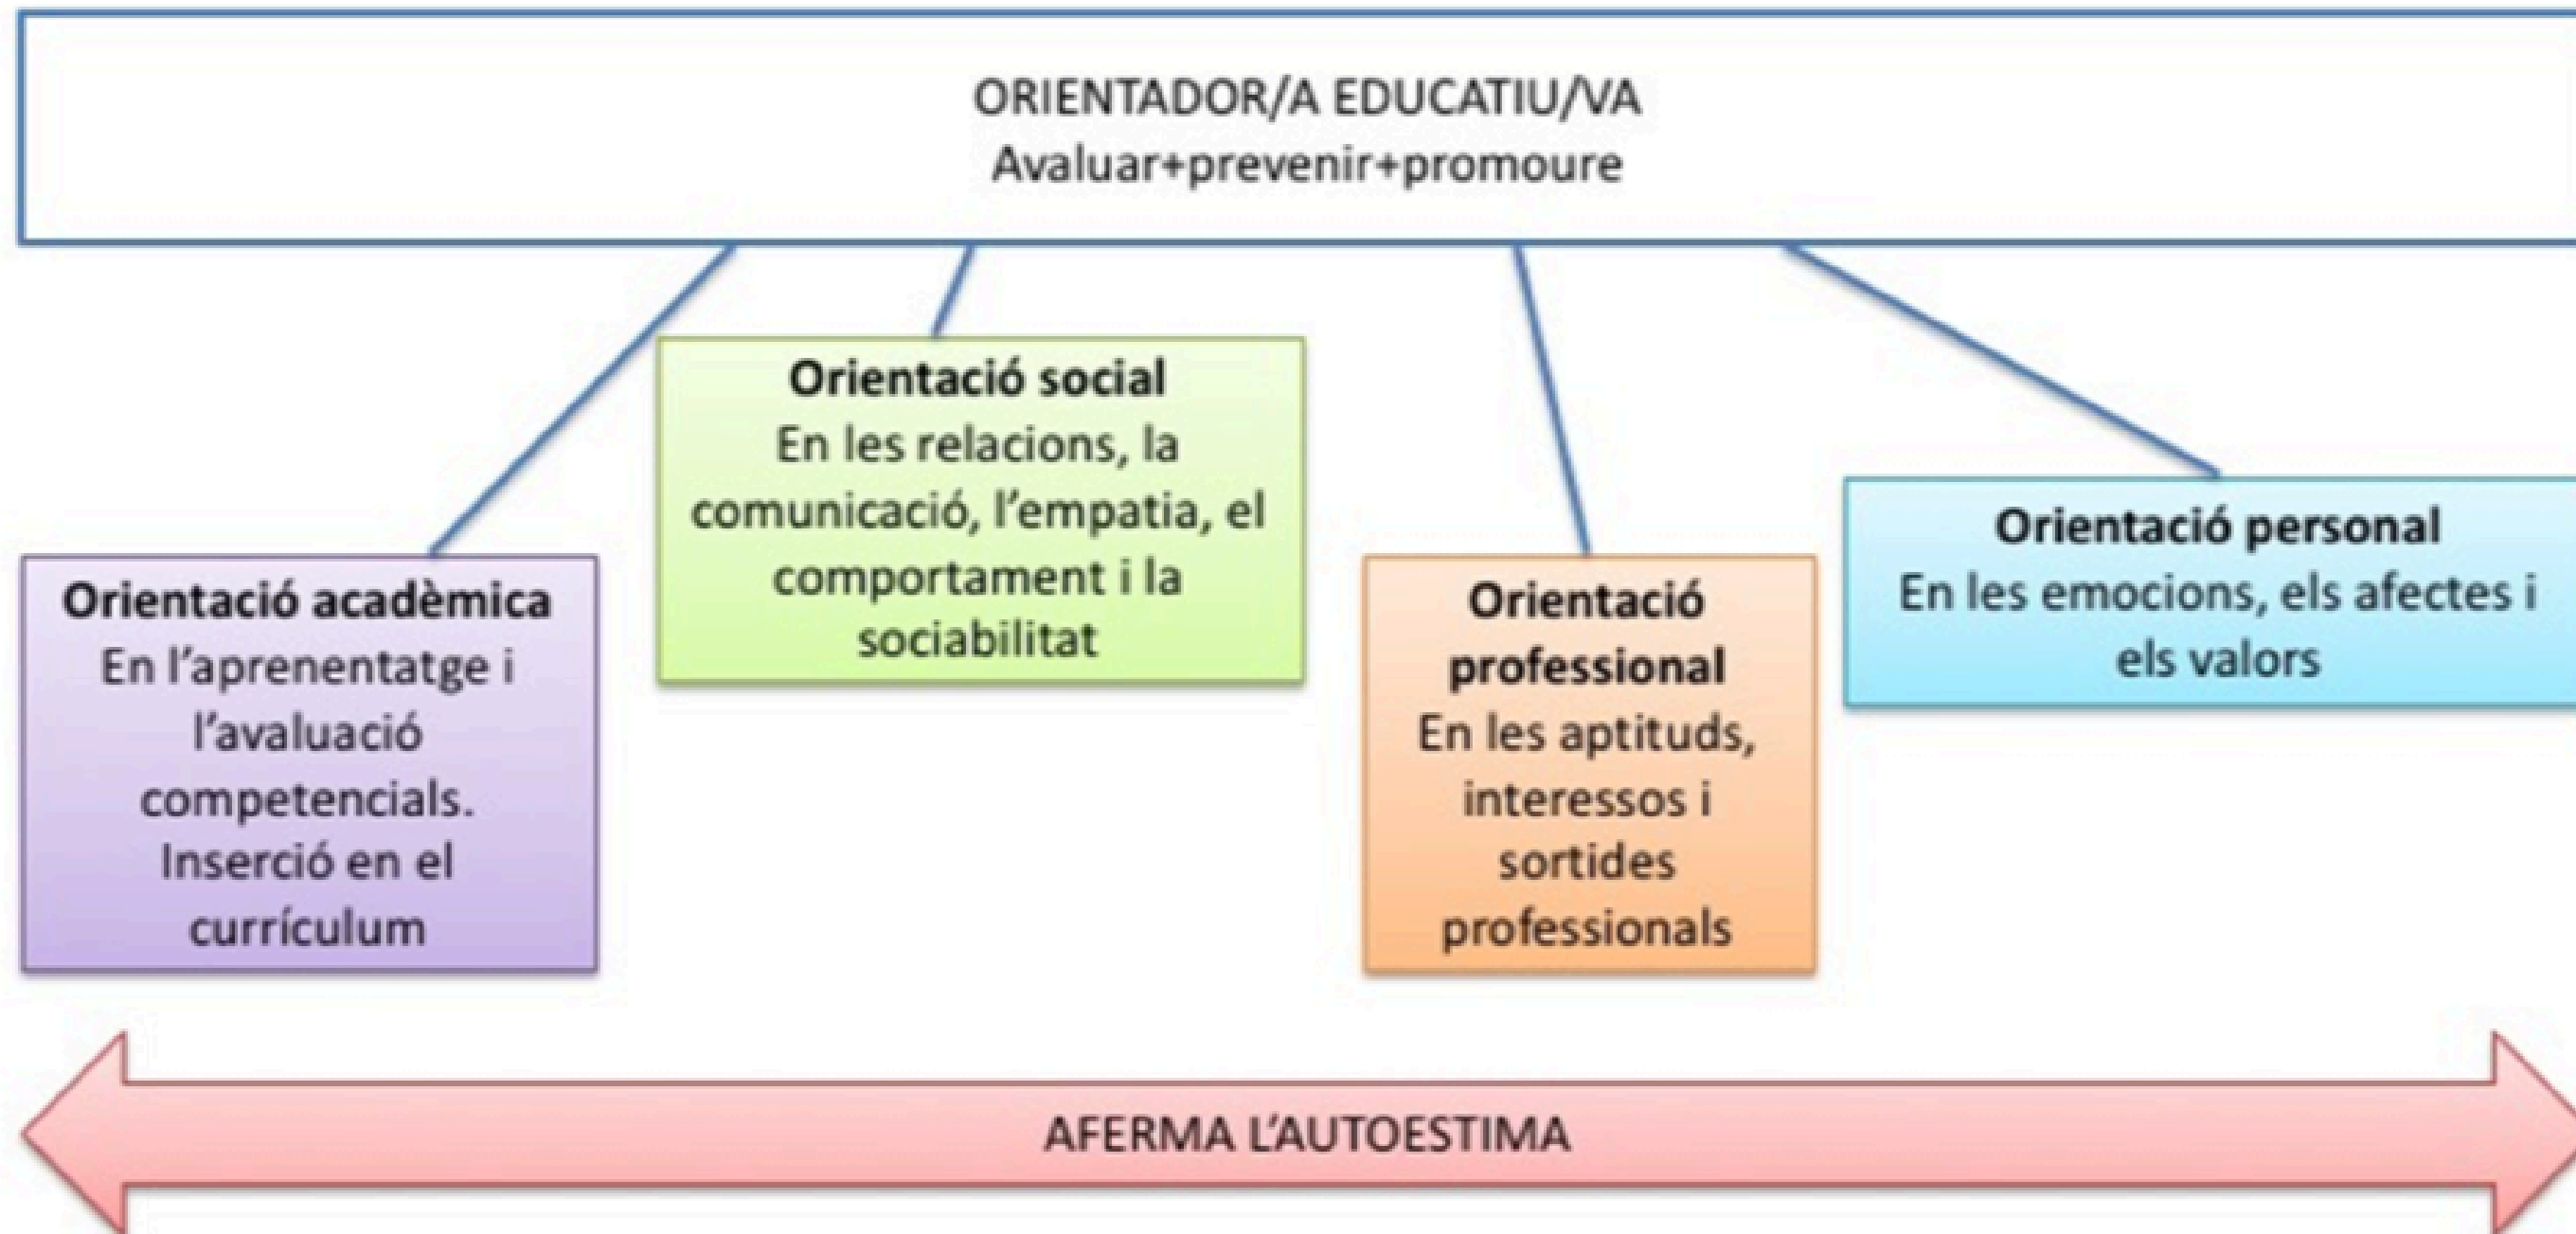 ORIENTADOR/A EDUCATIU/VA
Avaluar+prevenir+promoure
Orientació acadèmica
En l’aprenentatge i
l’avaluació
competencials.
Inserció en el
currículum
Orientació social
En les relacions, la
comunicació, l’empatia, el
comportament i la
sociabilitat
Orientació
professional
En les aptituds,
interessos i
sortides
professionals
Orientació personal
En les emocions, els afectes i
els valors
AFERMA L’AUTOESTIMA